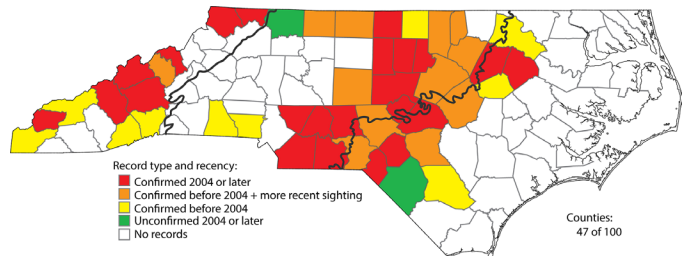 Record type and recency:
Confirmed 2004 or later
Confirmed before 2004 + more recent sighting
Confirmed before 2004
Unconfirmed 2004 or later
No records
Counties:
47 of 100